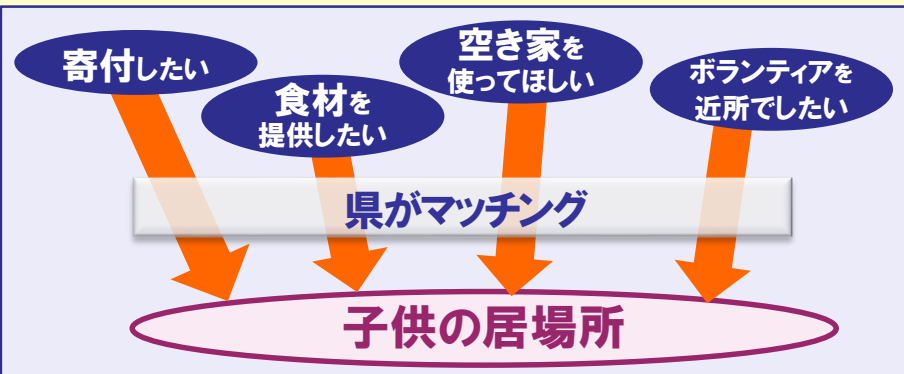 寄付したい
食材を
提供したい
空き家を
使ってほしい
ボランティアを
近所でしたい
県がマッチング
子供の居場所